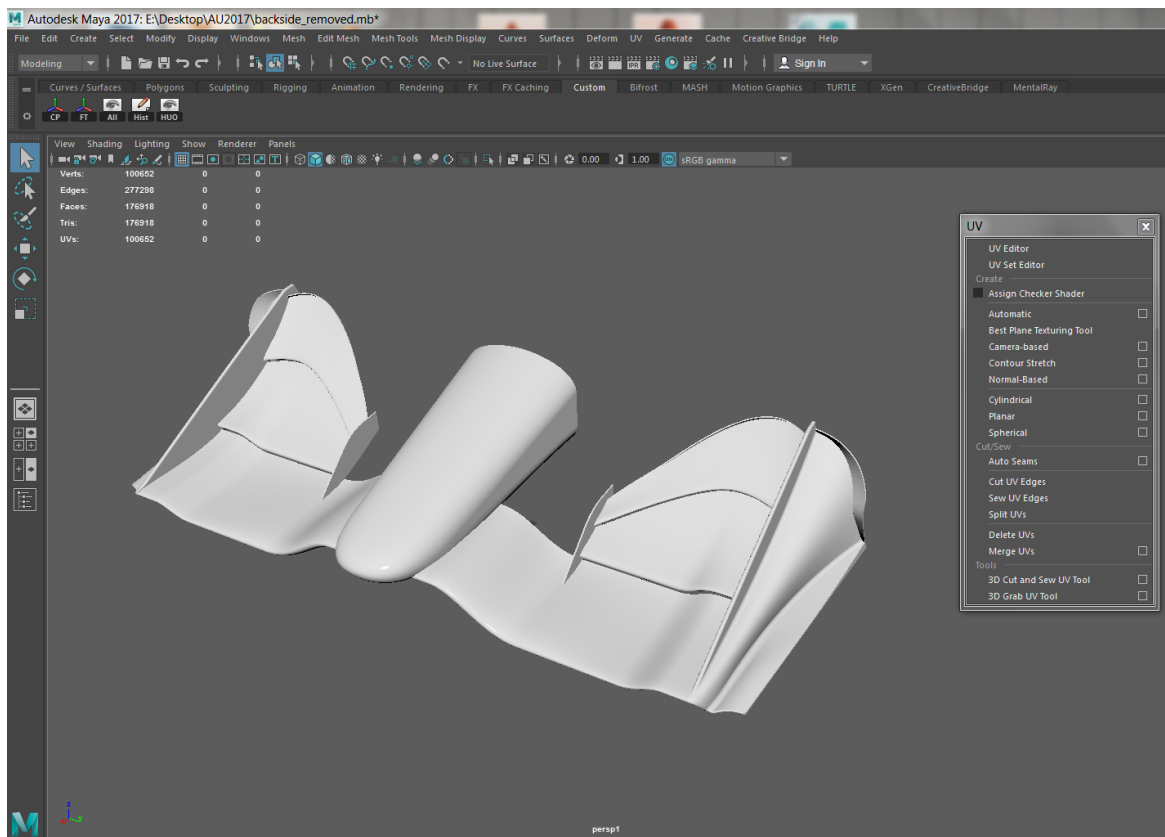 Autodesk Maya 2017: E:\Desktop\AU2017\backside_removed.mb*
File Edit Create Select Modify Display Windows Mesh Edit Mesh Mesh Tools Mesh Display Curves Surfaces Deform UV Generate Cache Creative Bridge Help
Modeling No Live Surface IPR Sign In
Curves / Surfaces Polygons Sculpting Rigging Animation Rendering FX FX Caching Custom Bifrost MASH Motion Graphics TURTLE XGen CreativeBridge MentalRay
CP FT All Hist HUO
View Shading Lighting Show Renderer Panels
0.00 1.00 sRGB gamma
Verts: 100652 0 0
Edges: 277298 0 0
Faces: 176918 0 0
Tris: 176918 0 0
UVs: 100652 0 0
UV
UV Editor
UV Set Editor
Create
Assign Checker Shader
Automatic
Best Plane Texturing Tool
Camera-based
Contour Stretch
Normal-Based
Cylindrical
Planar
Spherical
Cut/Sew
Auto Seams
Cut UV Edges
Sew UV Edges
Split UVs
Delete UVs
Merge UVs
Tools
3D Cut and Sew UV Tool
3D Grab UV Tool
z
y
persp1